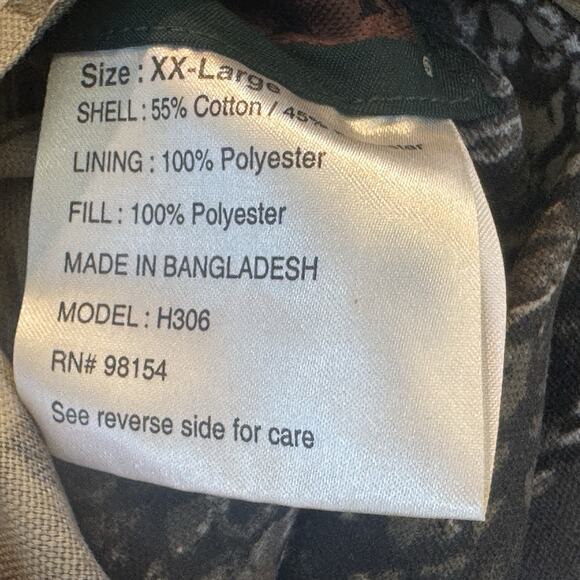 Size : XX-Large
SHELL : 55% Cotton / 45%
LINING : 100% Polyester
FILL : 100% Polyester
MADE IN BANGLADESH
MODEL : H306
RN# 98154
See reverse side for care